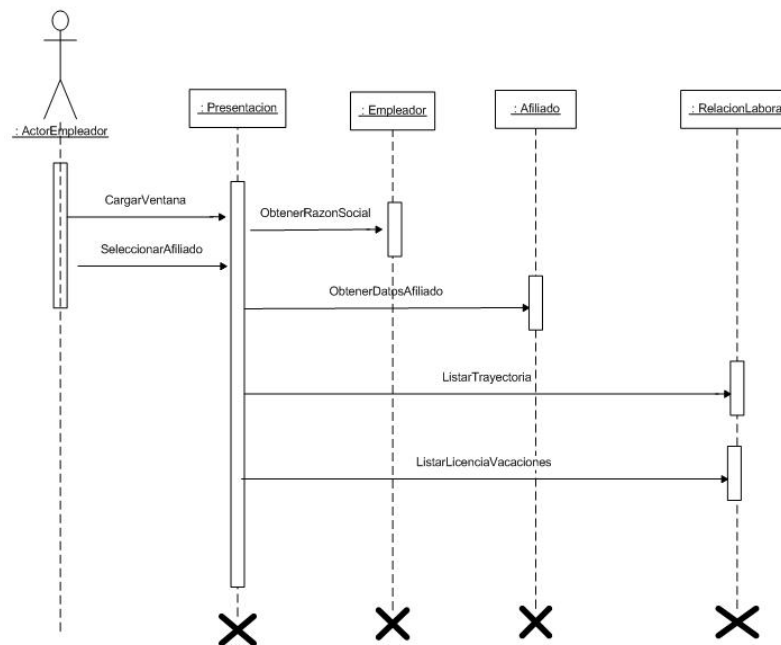 : Presentacion
: Empleador
: Afiliado
: RelacionLabora
: ActorEmpleador
CargarVentana
ObtenerRazonSocial
SeleccionarAfiliado
ObtenerDatosAfiliado
ListarTrayectoria
ListarLicenciaVacaciones